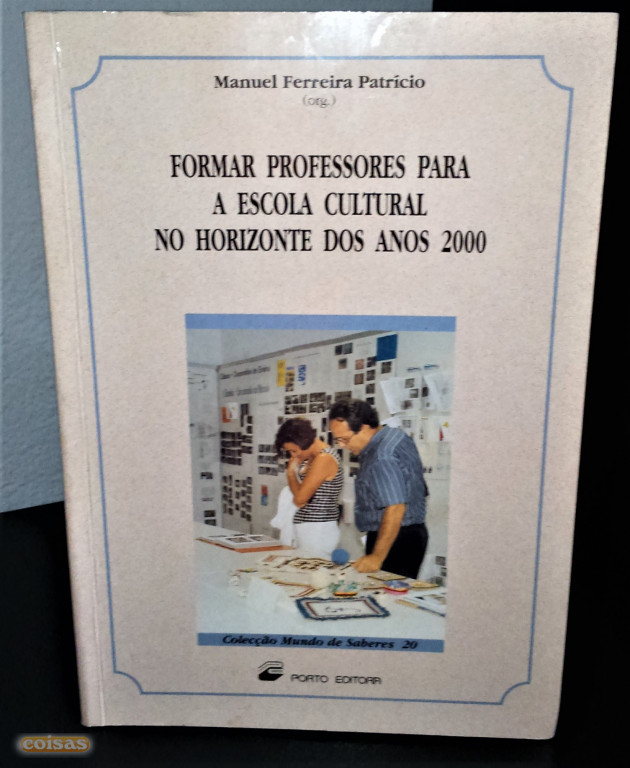 Manuel Ferreira Patrício
(org.)
FORMAR PROFESSORES PARA
A ESCOLA CULTURAL
NO HORIZONTE DOS ANOS 2000
Colecção Mundo de Saberes 20
PORTO EDITORA
coisas